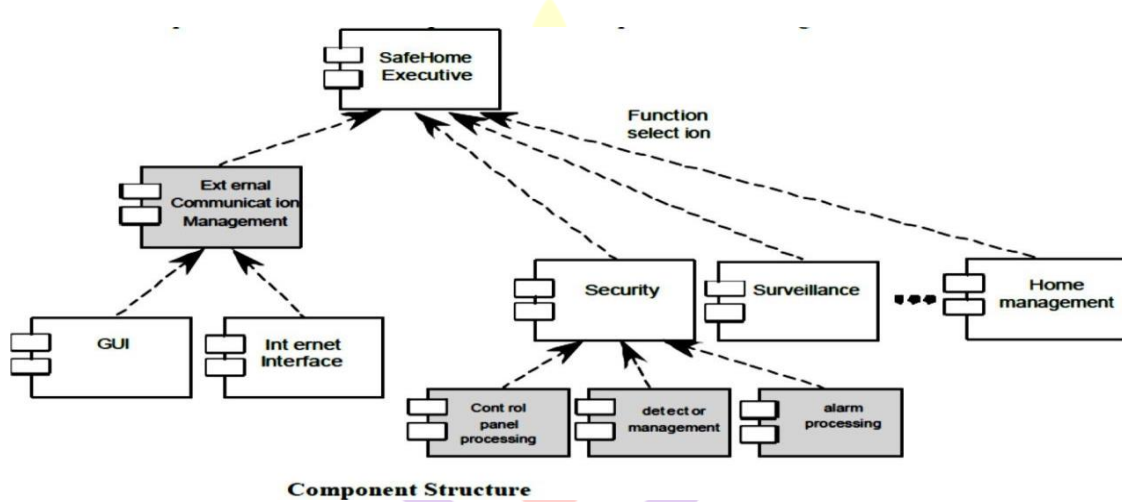 SafeHome
Executive
Function
select ion
Ext ernal
Communicat ion
Management
Security
Surveillance
Home
management
GUI
Int ernet
Interface
Cont rol
panel
processing
det ect or
management
alarm
processing
Component Structure